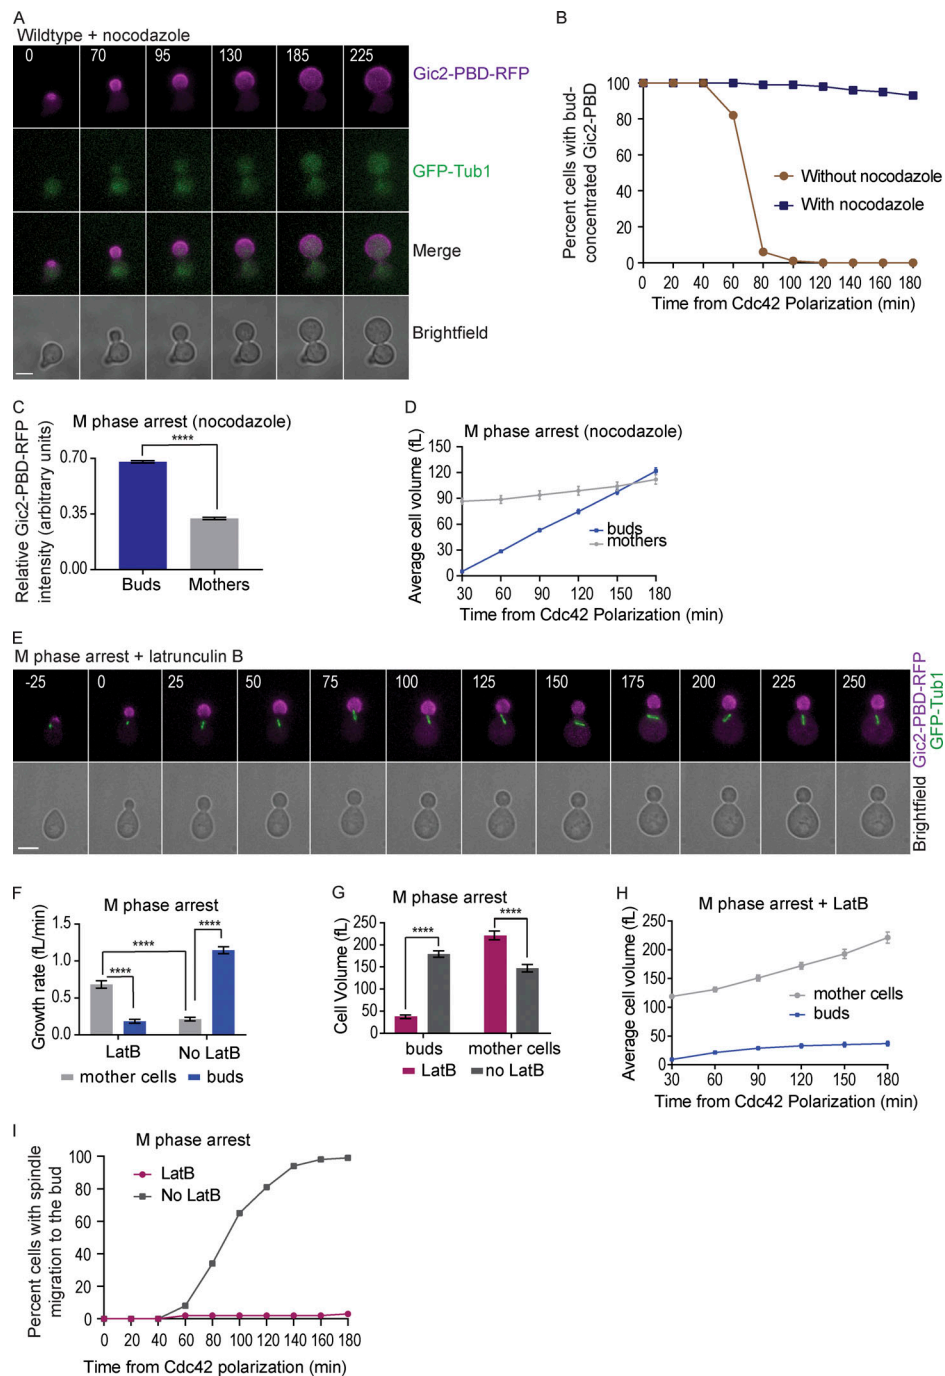 A
Wildtype + nocodazole
0 70 95 130 185 225
Gic2-PBD-RFP
GFP-Tub1
Merge
Brightfield
B
Percent cells with bud-
concentrated Gic2-PBD
100
80
60
40
20
0
Without nocodazole
With nocodazole
0 20 40 60 80 100 120 140 160 180
Time from Cdc42 Polarization (min)
C
M phase arrest (nocodazole)
Relative Gic2-PBD-RFP
intensity (arbitrary units)
****
0.70
0.35
0.00
Buds Mothers
D
M phase arrest (nocodazole)
Average cell volume (fL)
150
120
90
60
30
0
buds
mothers
30 60 90 120 150 180
Time from Cdc42 Polarization (min)
E
M phase arrest + latrunculin B
-25 0 25 50 75 100 125 150 175 200 225 250
Gic2-PBD-RFP
GFP-Tub1
Brightfield
F
M phase arrest
Growth rate (fL/min)
1.5
1.0
0.5
0.0
****
****
****
LatB No LatB
mother cells buds
G
M phase arrest
Cell Volume (fL)
250
200
150
100
50
0
****
****
buds mother cells
LatB no LatB
H
M phase arrest + LatB
Average cell volume (fL)
250
200
150
100
50
0
mother cells
buds
30 60 90 120 150 180
Time from Cdc42 Polarization (min)
I
M phase arrest
Percent cells with spindle
migration to the bud
100
80
60
40
20
0
LatB
No LatB
0 20 40 60 80 100 120 140 160 180
Time from Cdc42 polarization (min)